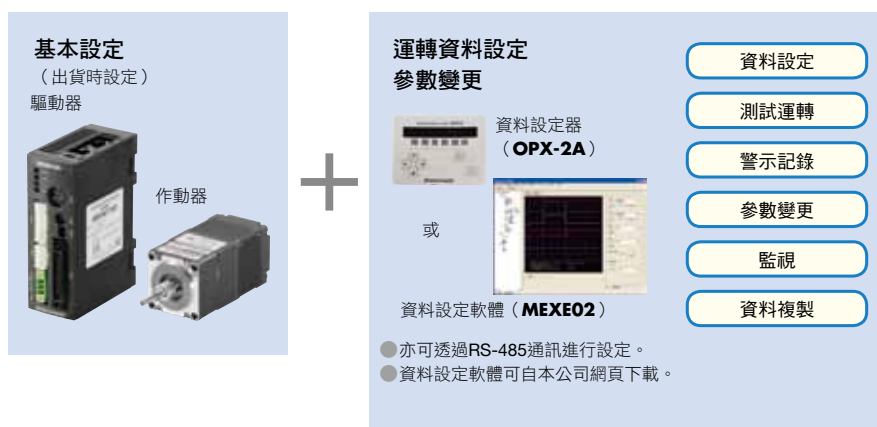 基本設定
（出貨時設定）
驅動器
作動器
運轉資料設定
參數變更
資料設定器
（OPX-2A）
或
資料設定軟體（MEXE02）
●亦可透過RS-485通訊進行設定。
●資料設定軟體可自本公司網頁下載。
資料設定
測試運轉
警示記錄
參數變更
監視
資料複製